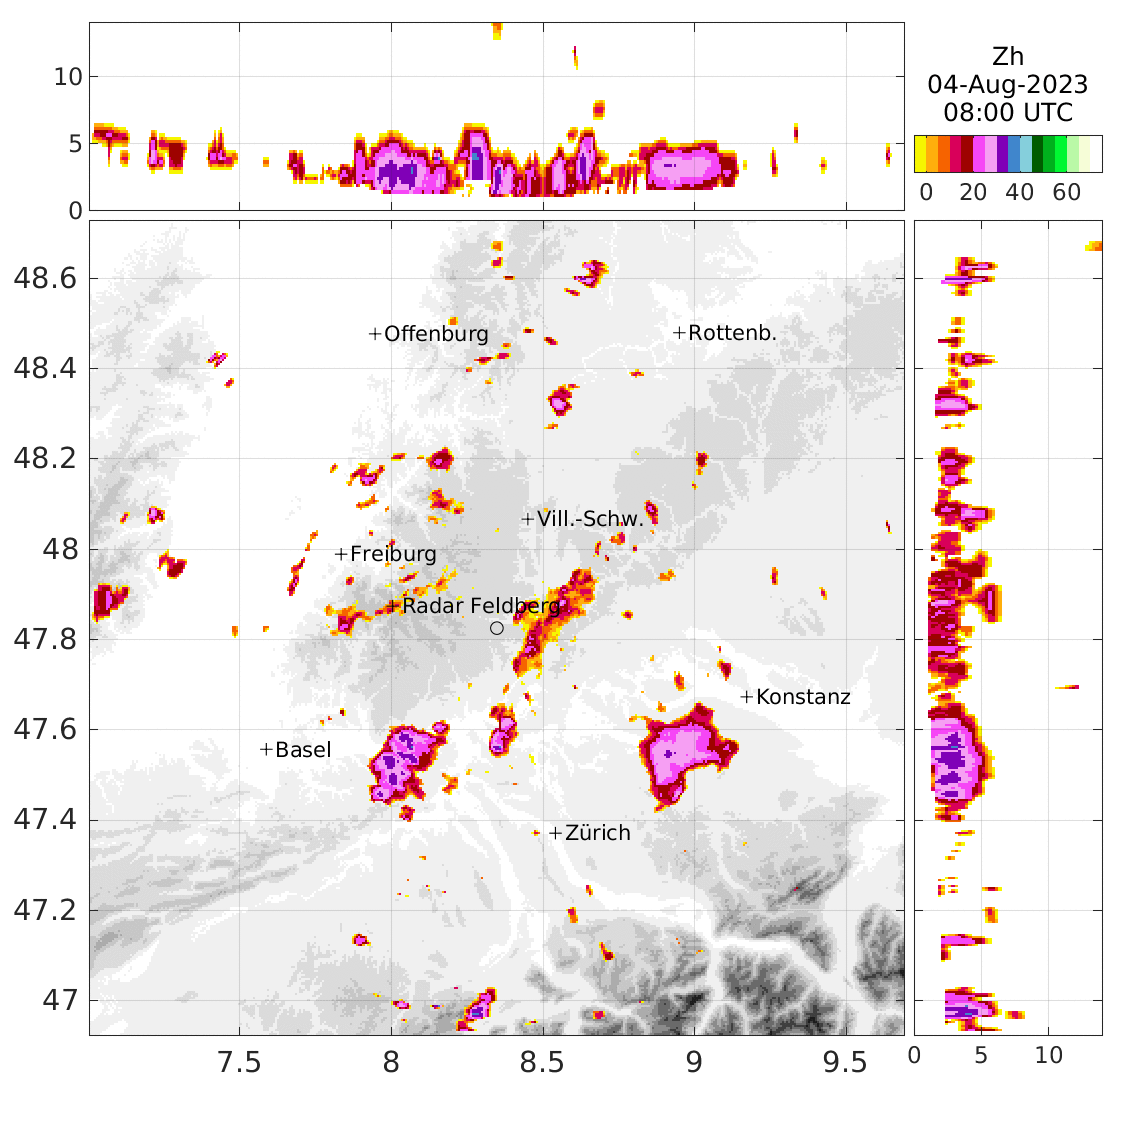 Zh
04-Aug-2023
08:00 UTC
0 20 40 60
10
5
0
48.6
48.4
48.2
48
47.8
47.6
47.4
47.2
47
+Offenburg
+Rottenb.
+Vill.-Schw.
+Freiburg
+Radar Feldberg
+Konstanz
+Basel
+Zürich
7.5 8 8.5 9 9.5
0 5 10